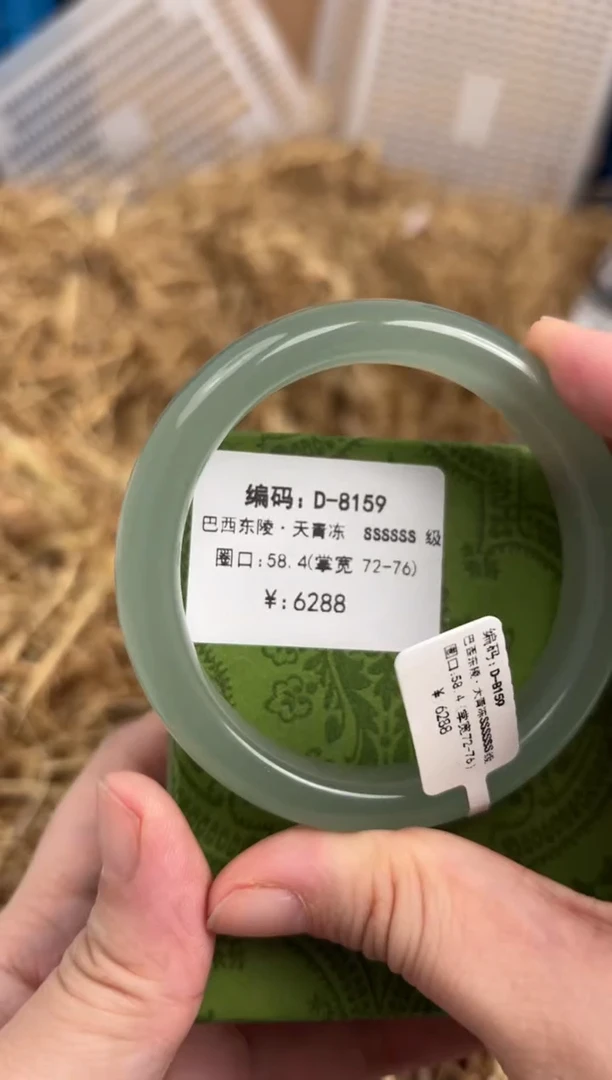 编码: D-8159
巴西东陵·天青冻 SSSSSS 级
圈口:58.4(掌宽 72-76)
¥:6288
编码: D-8159
巴西东陵·天青冻SSSSSS级
圈口:58.4(掌宽72-76)
¥ 6288